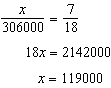 x/306000 = 7/18
18x = 2142000
x = 119000